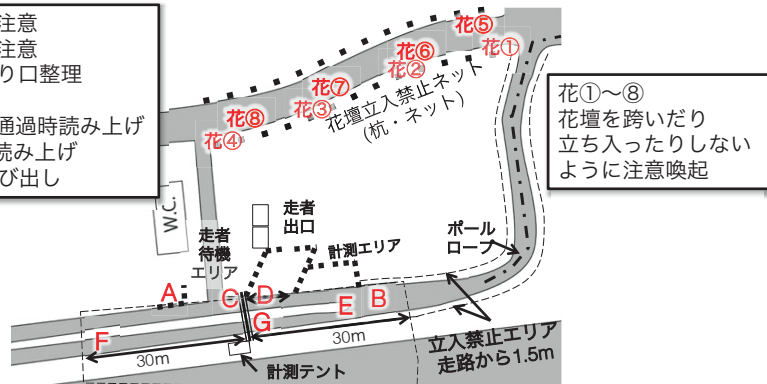 注意
注意
り口整理
通過時読み上げ
読み上げ
び出し
花⑤
花①
花⑥
花②
花⑦
花③
花⑧
花④
花壇立入禁止ネット
(杭・ネット)
花①〜⑧
花壇を跨いだり
立ち入ったりしない
ように注意喚起
W.C.
走者
待機
エリア
走者
出口
計測エリア
ポール
ロープ
A
C
D
E
B
F
G
30m
30m
計測テント
立入禁止エリア
走路から1.5m